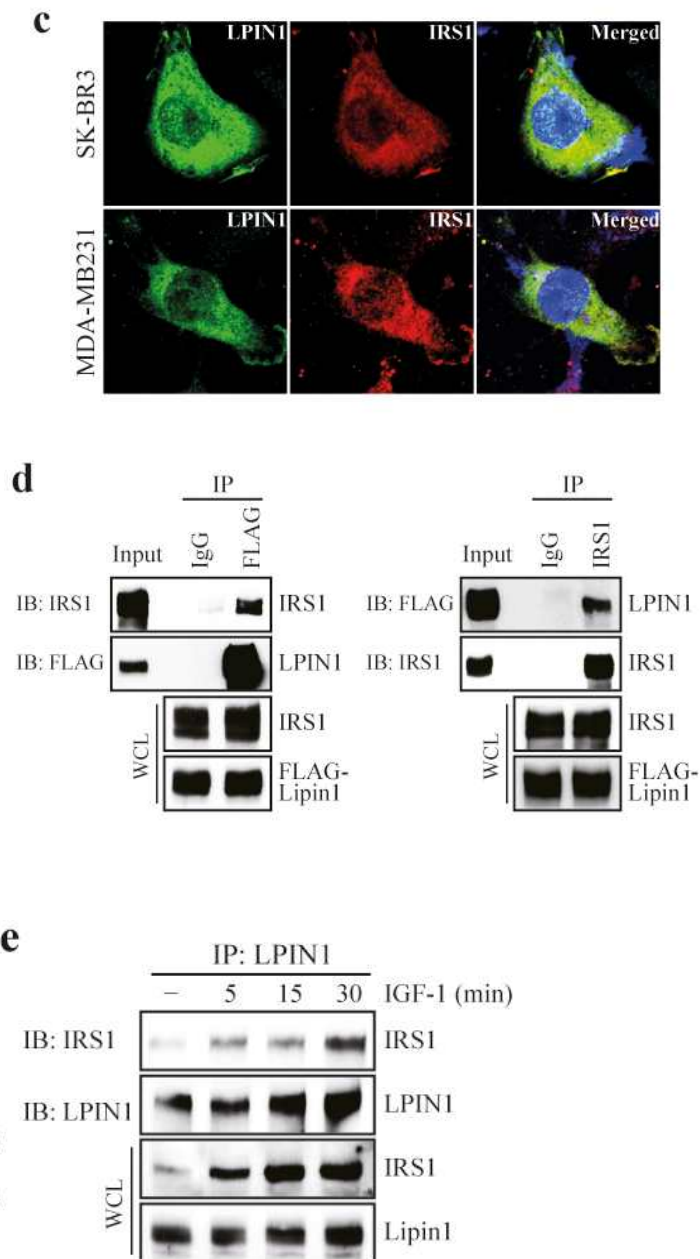 c
LPIN1 IRS1 Merged
SK-BR3
LPIN1 IRS1 Merged
MDA-MB231
d
IP
Input IgG FLAG
IB: IRS1 IRS1
IB: FLAG LPIN1
WCL
IRS1
FLAG-
Lipin1
IP
Input IgG IRS1
IB: FLAG LPIN1
IB: IRS1 IRS1
WCL
IRS1
FLAG-
Lipin1
e
IP: LPIN1
– 5 15 30 IGF-1 (min)
IB: IRS1 IRS1
IB: LPIN1 LPIN1
WCL
IRS1
Lipin1